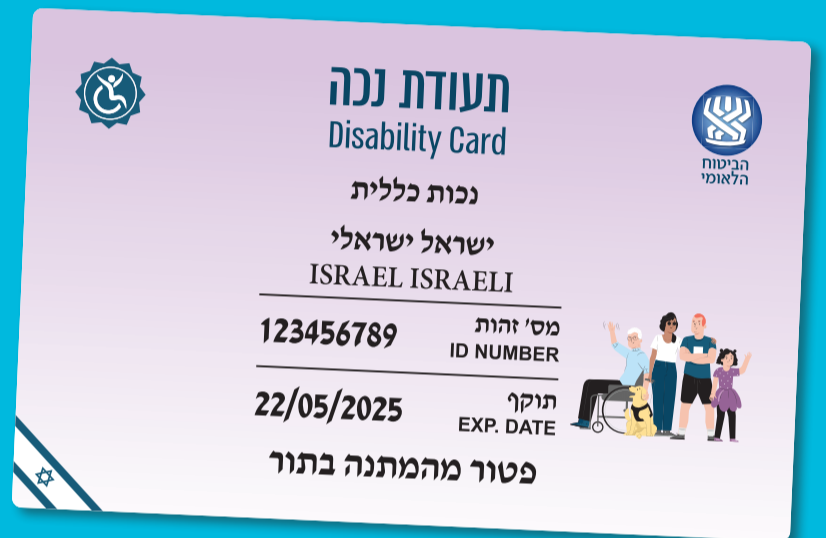 תעודת נכה
Disability Card
הביטוח
הלאומי
נכות כללית
ישראל ישראלי
ISRAEL ISRAELI
מס' זהות
ID NUMBER
123456789
תוקף
EXP. DATE
22/05/2025
פטור מהמתנה בתור